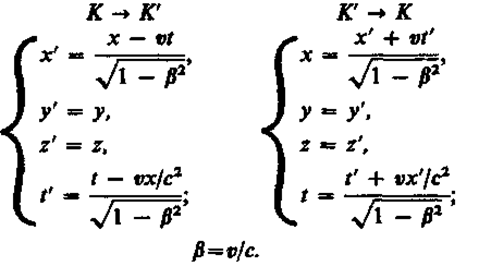 K → K'
x' = (x − vt)/√(1 − β²),
y' = y,
z' = z,
t' = (t − vx/c²)/√(1 − β²);
K' → K
x = (x' + vt')/√(1 − β²),
y = y',
z = z',
t = (t' + vx'/c²)/√(1 − β²);
β = v/c.